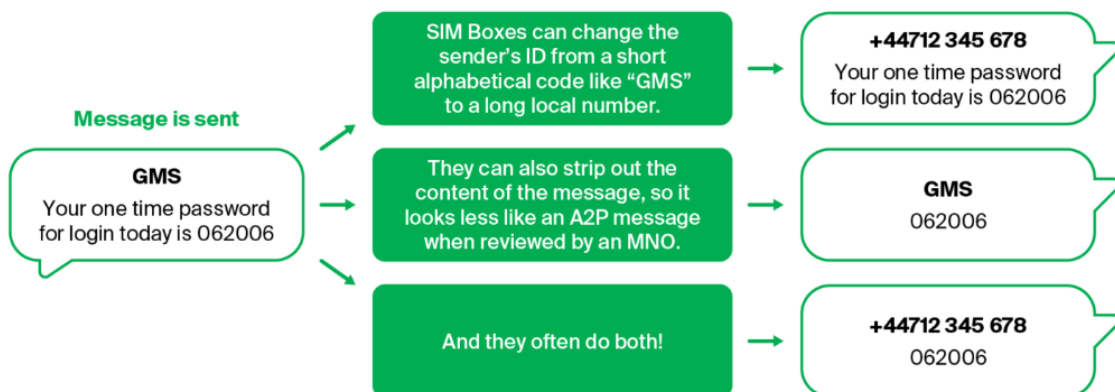 Message is sent
GMS
Your one time password
for login today is 062006
SIM Boxes can change the
sender's ID from a short
alphabetical code like “GMS”
to a long local number.
+44712 345 678
Your one time password
for login today is 062006
They can also strip out the
content of the message, so it
looks less like an A2P message
when reviewed by an MNO.
GMS
062006
And they often do both!
+44712 345 678
062006